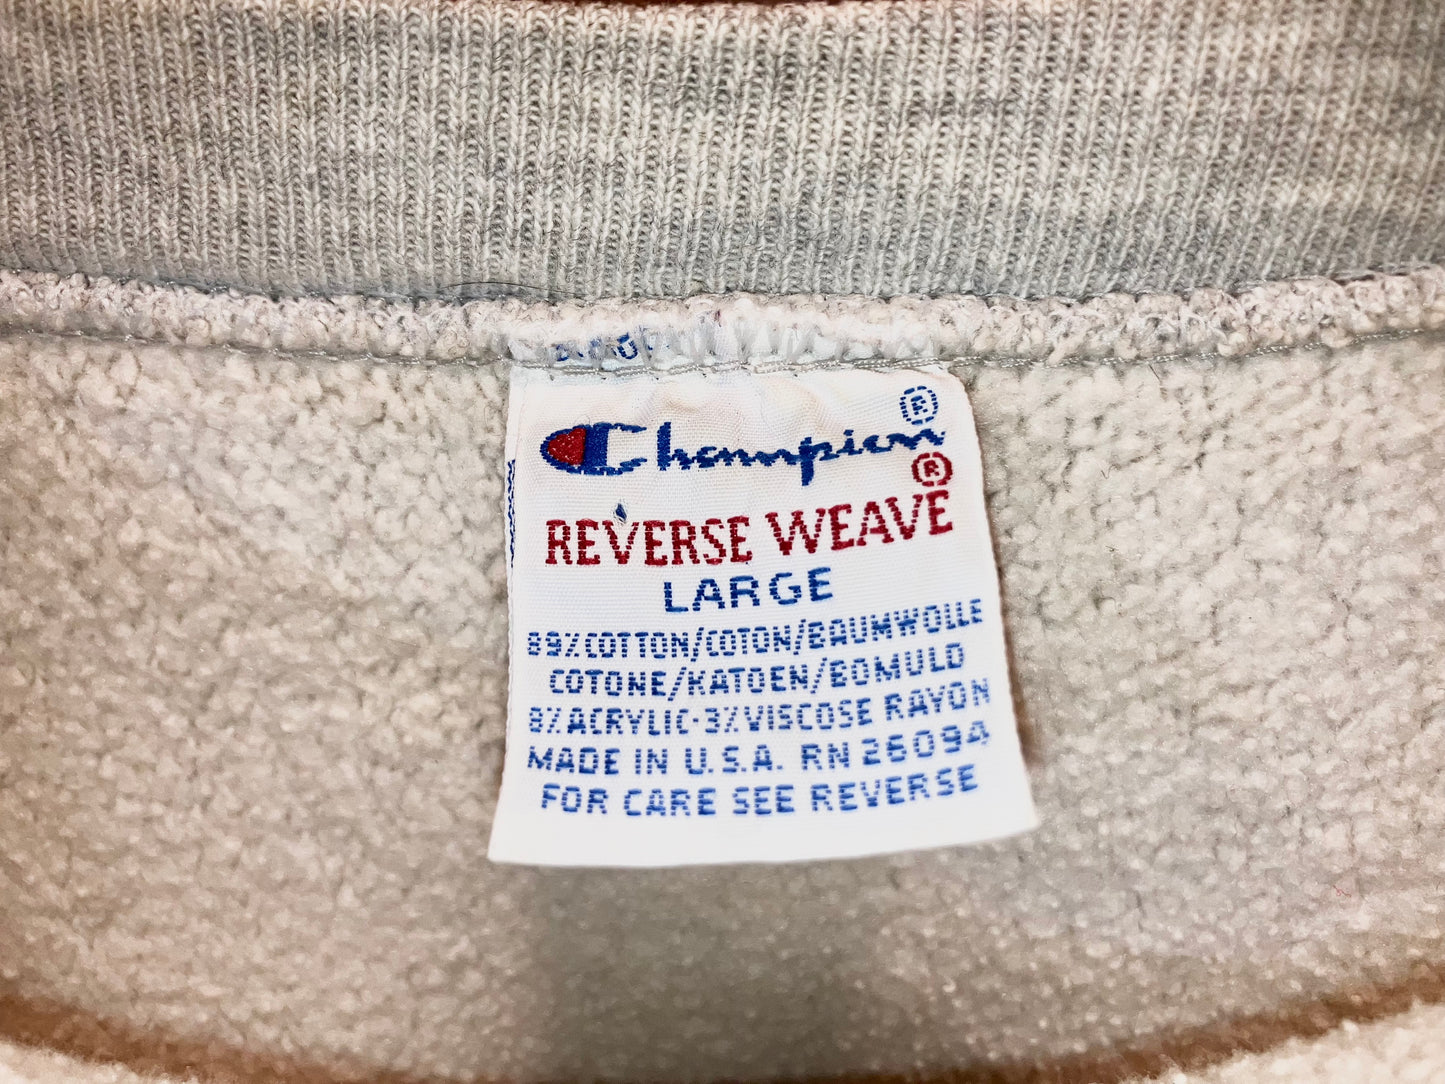 Champion®
REVERSE WEAVE®
LARGE
89% COTTON/COTON/BAUMWOLLE
COTONE/KATOEN/BOMULD
8% ACRYLIC·3% VISCOSE RAYON
MADE IN U.S.A. RN 26094
FOR CARE SEE REVERSE